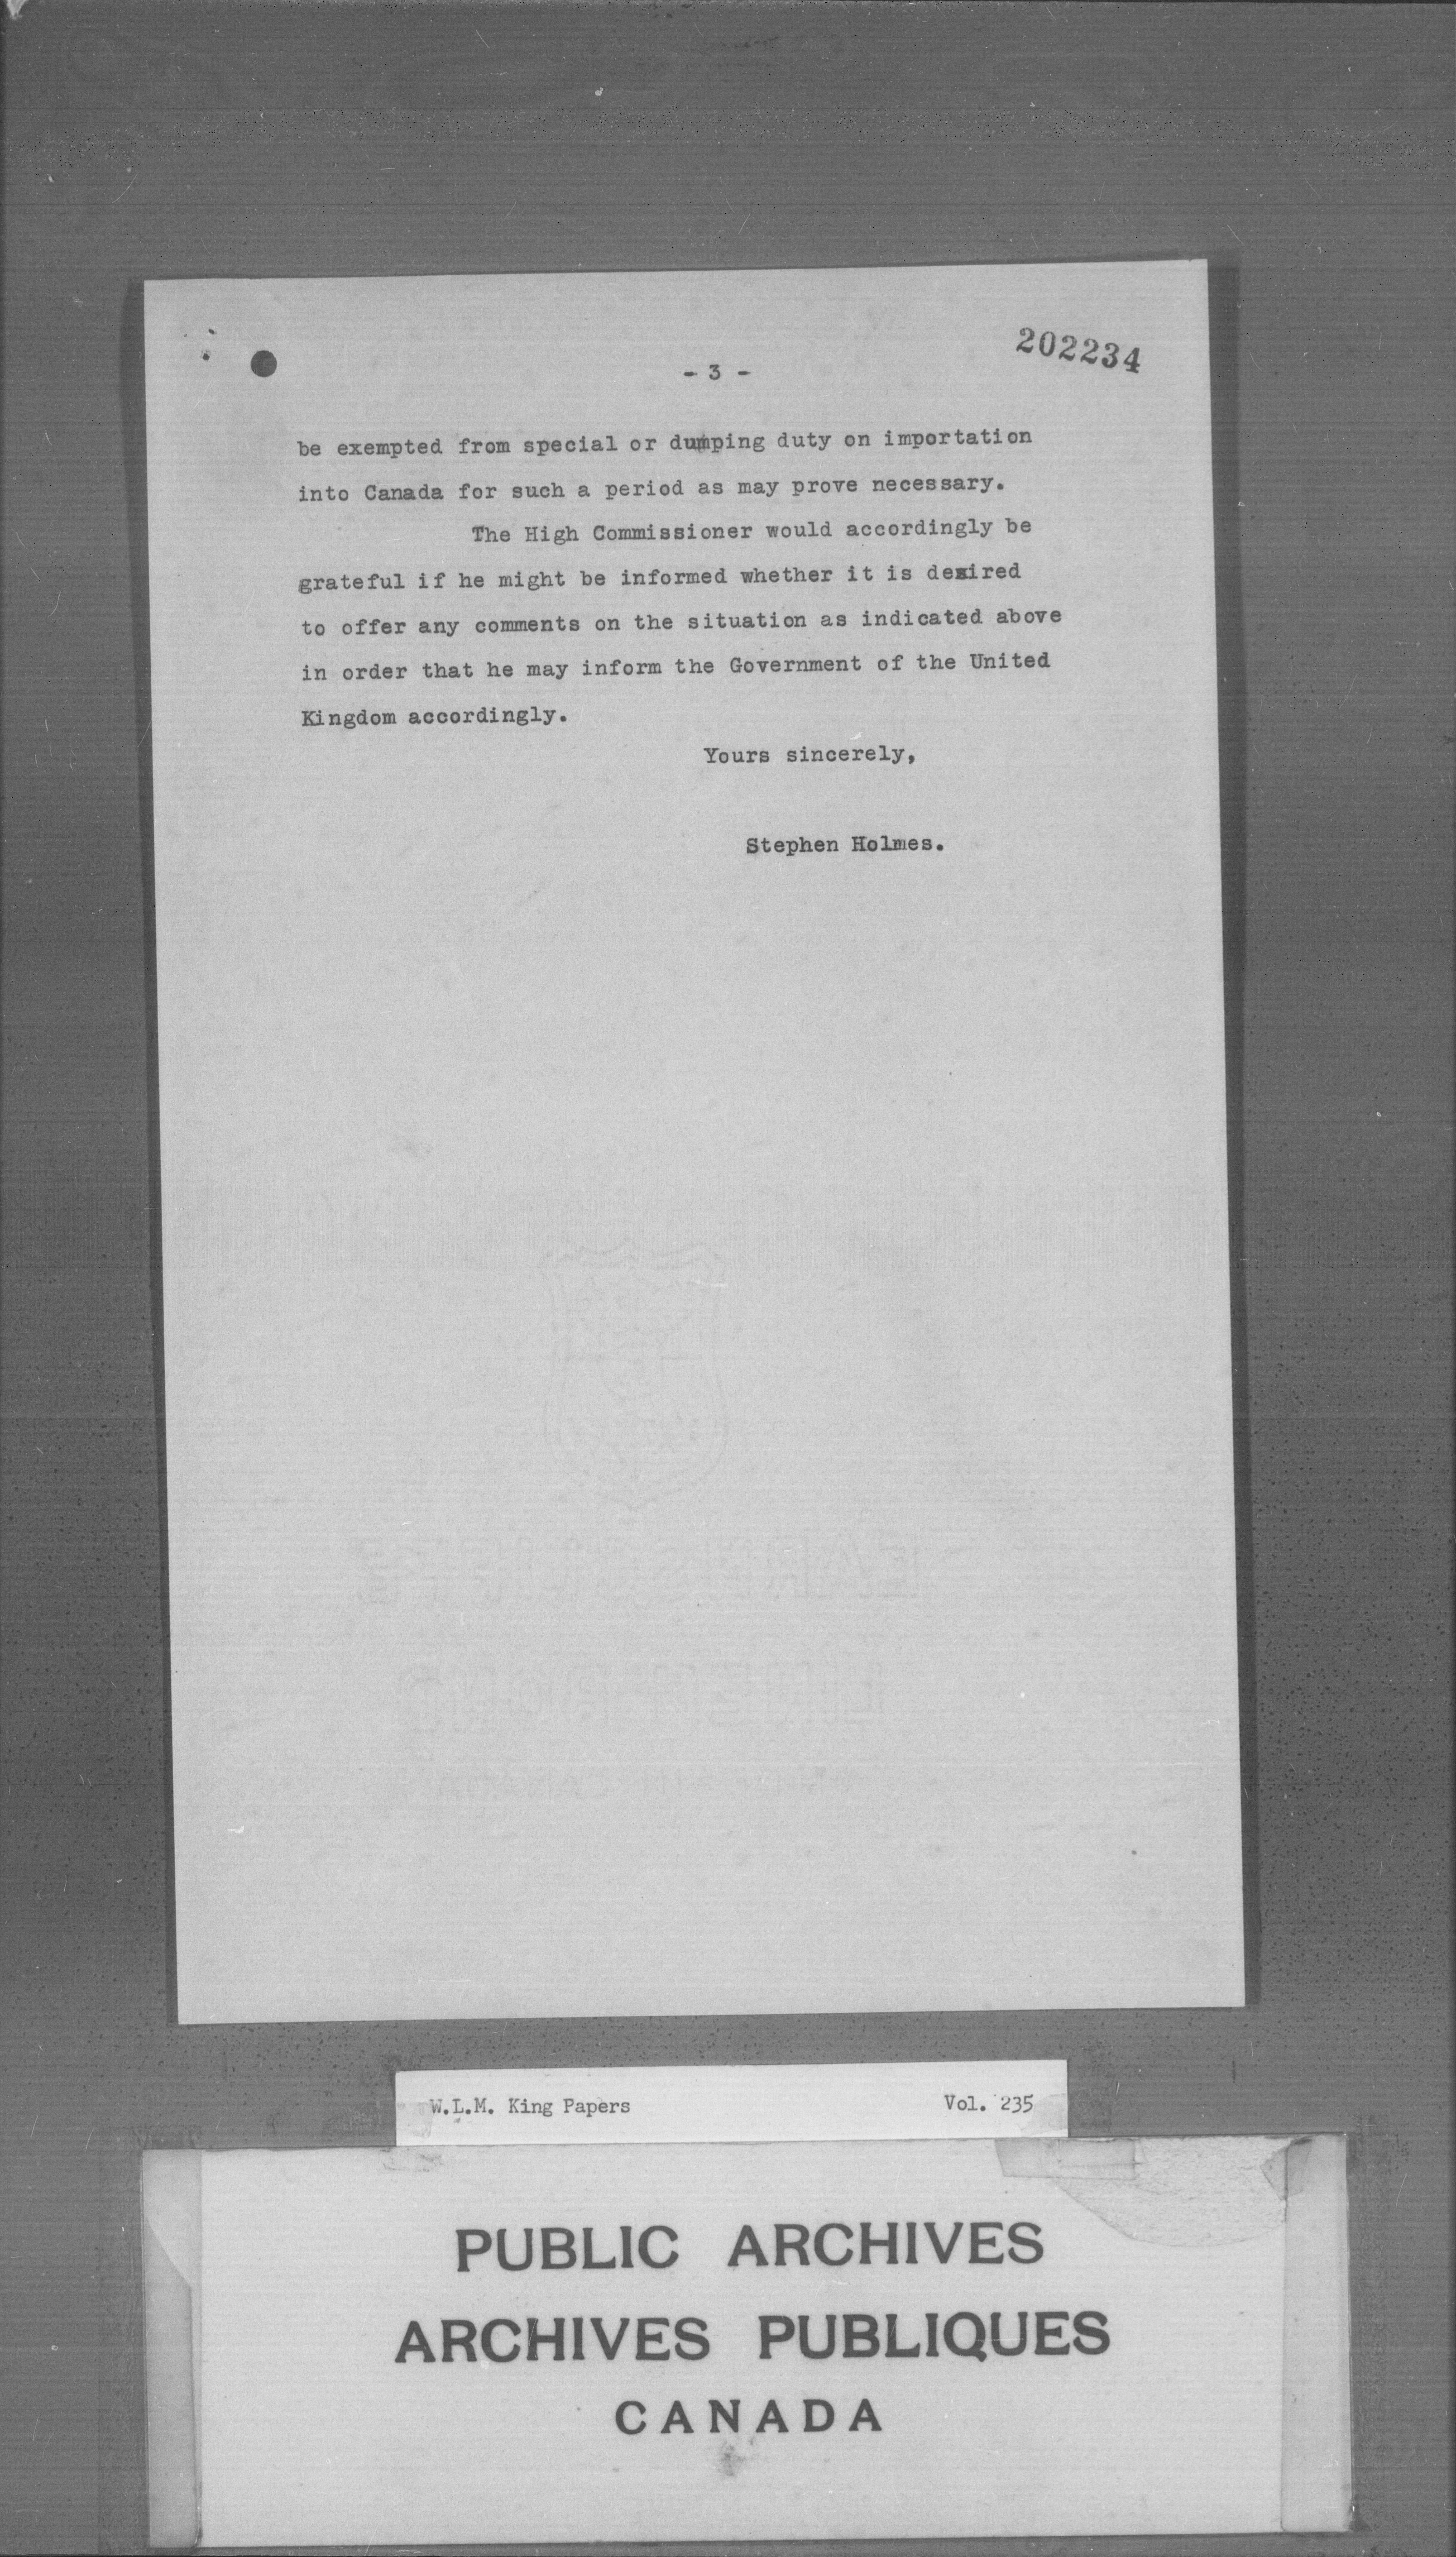 202234
- 3 -
be exempted from special or dumping duty on importation
into Canada for such a period as may prove necessary.
The High Commissioner would accordingly be
grateful if he might be informed whether it is desired
to offer any comments on the situation as indicated above
in order that he may inform the Government of the United
Kingdom accordingly.
Yours sincerely,
Stephen Holmes.
W.L.M. King Papers Vol. 235
PUBLIC ARCHIVES
ARCHIVES PUBLIQUES
CANADA